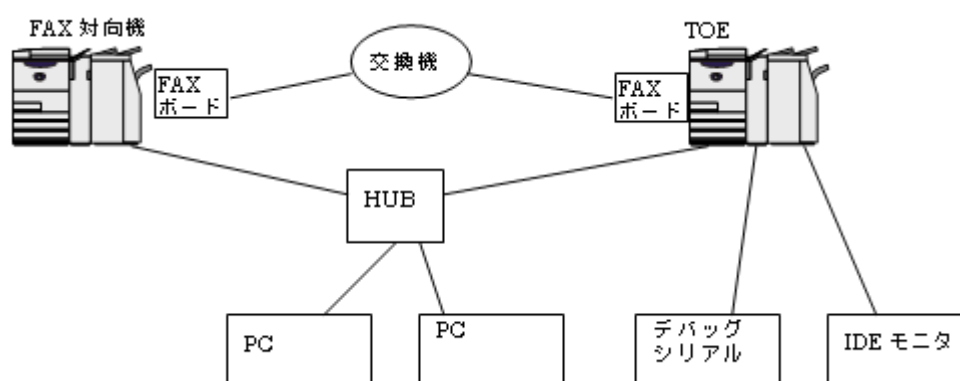 FAX 対向機
TOE
交換機
FAX
ボード
FAX
ボード
HUB
PC
PC
デバッグ
シリアル
IDE モニタ